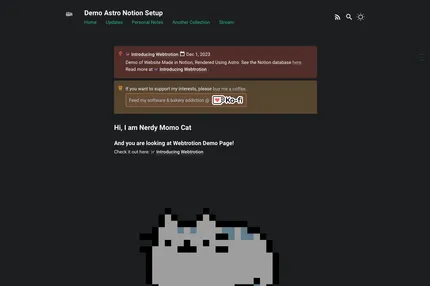 Demo Astro Notion Setup
Home Updates Personal Notes Another Collection Stream
Introducing Webtrotion Dec 1, 2023
Demo of Website Made in Notion, Rendered Using Astro. See the Notion database here.
Read more at Introducing Webtrotion
If you want to support my interests, please buy me a coffee.
Feed my software & bakery addiction @ Ko-fi
Hi, I am Nerdy Momo Cat
And you are looking at Webtrotion Demo Page!
Check it out here: Introducing Webtrotion